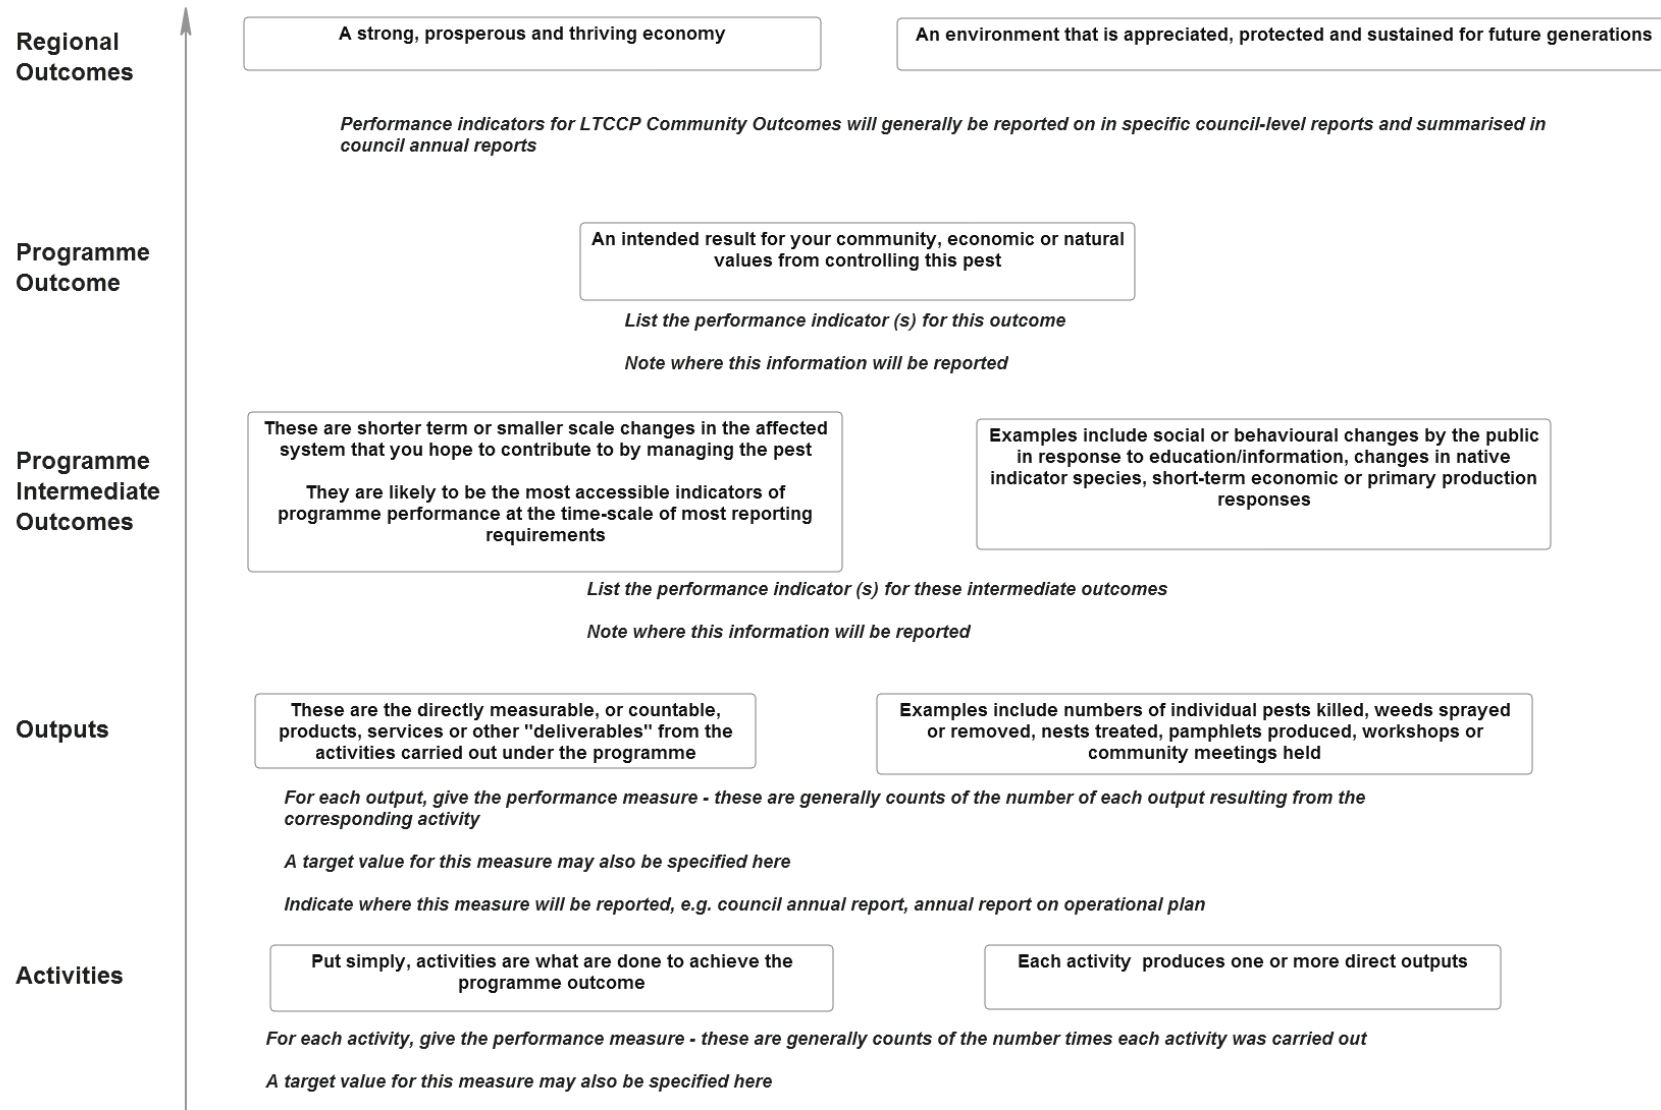 Regional
Outcomes
A strong, prosperous and thriving economy
An environment that is appreciated, protected and sustained for future generations
Performance indicators for LTCCP Community Outcomes will generally be reported on in specific council-level reports and summarised in
council annual reports
Programme
Outcome
An intended result for your community, economic or natural
values from controlling this pest
List the performance indicator (s) for this outcome
Note where this information will be reported
Programme
Intermediate
Outcomes
These are shorter term or smaller scale changes in the affected
system that you hope to contribute to by managing the pest
They are likely to be the most accessible indicators of
programme performance at the time-scale of most reporting
requirements
Examples include social or behavioural changes by the public
in response to education/information, changes in native
indicator species, short-term economic or primary production
responses
List the performance indicator (s) for these intermediate outcomes
Note where this information will be reported
Outputs
These are the directly measurable, or countable,
products, services or other "deliverables" from the
activities carried out under the programme
Examples include numbers of individual pests killed, weeds sprayed
or removed, nests treated, pamphlets produced, workshops or
community meetings held
For each output, give the performance measure - these are generally counts of the number of each output resulting from the
corresponding activity
A target value for this measure may also be specified here
Indicate where this measure will be reported, e.g. council annual report, annual report on operational plan
Activities
Put simply, activities are what are done to achieve the
programme outcome
Each activity  produces one or more direct outputs
For each activity, give the performance measure - these are generally counts of the number times each activity was carried out
A target value for this measure may also be specified here